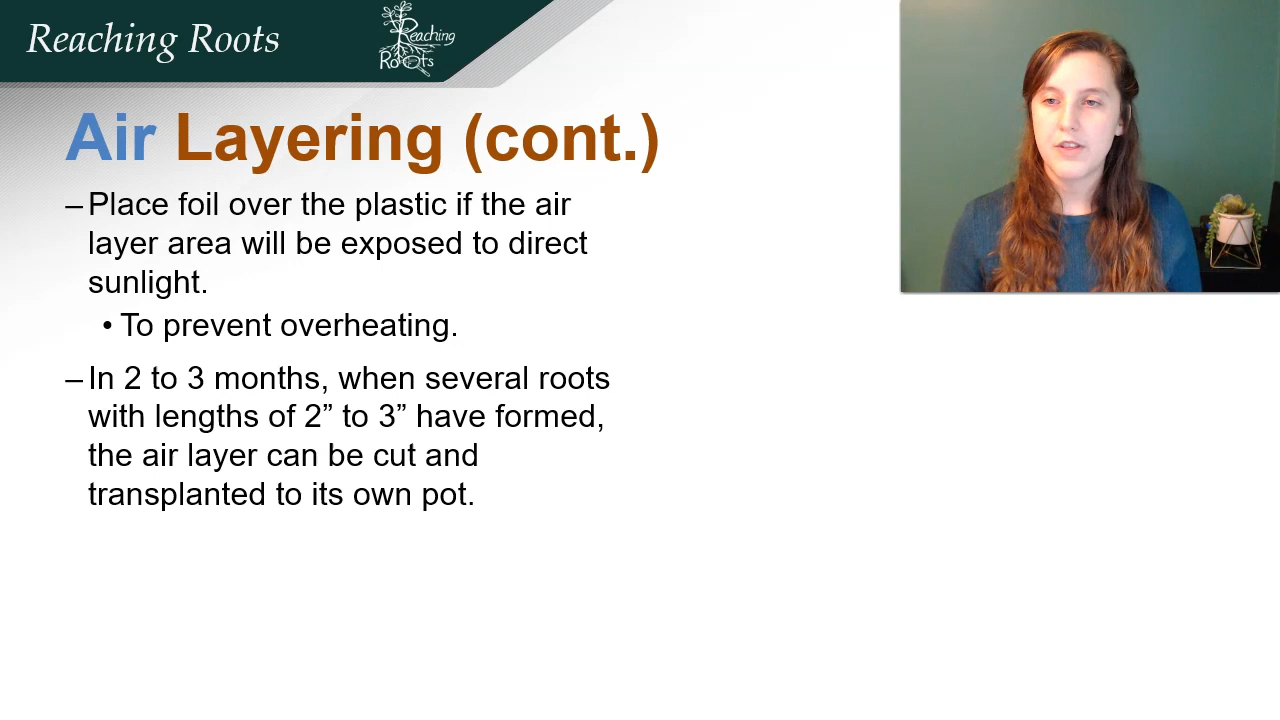 Reaching Roots
Reaching
Roots
Air Layering (cont.)
– Place foil over the plastic if the air
layer area will be exposed to direct
sunlight.
• To prevent overheating.
– In 2 to 3 months, when several roots
with lengths of 2” to 3” have formed,
the air layer can be cut and
transplanted to its own pot.